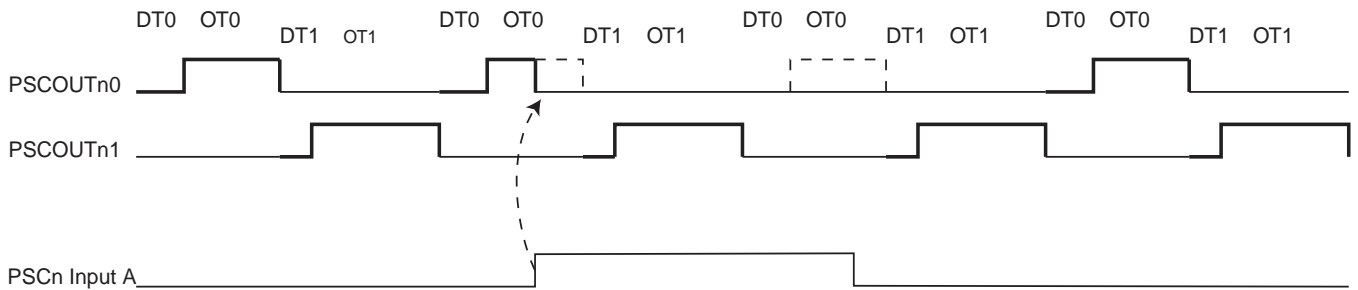 DT0 OT0 DT0 OT0 DT0 OT0 DT0 OT0
DT1 OT1 DT1 OT1 DT1 OT1 DT1 OT1
PSCOUTn0
PSCOUTn1
PSCn Input A